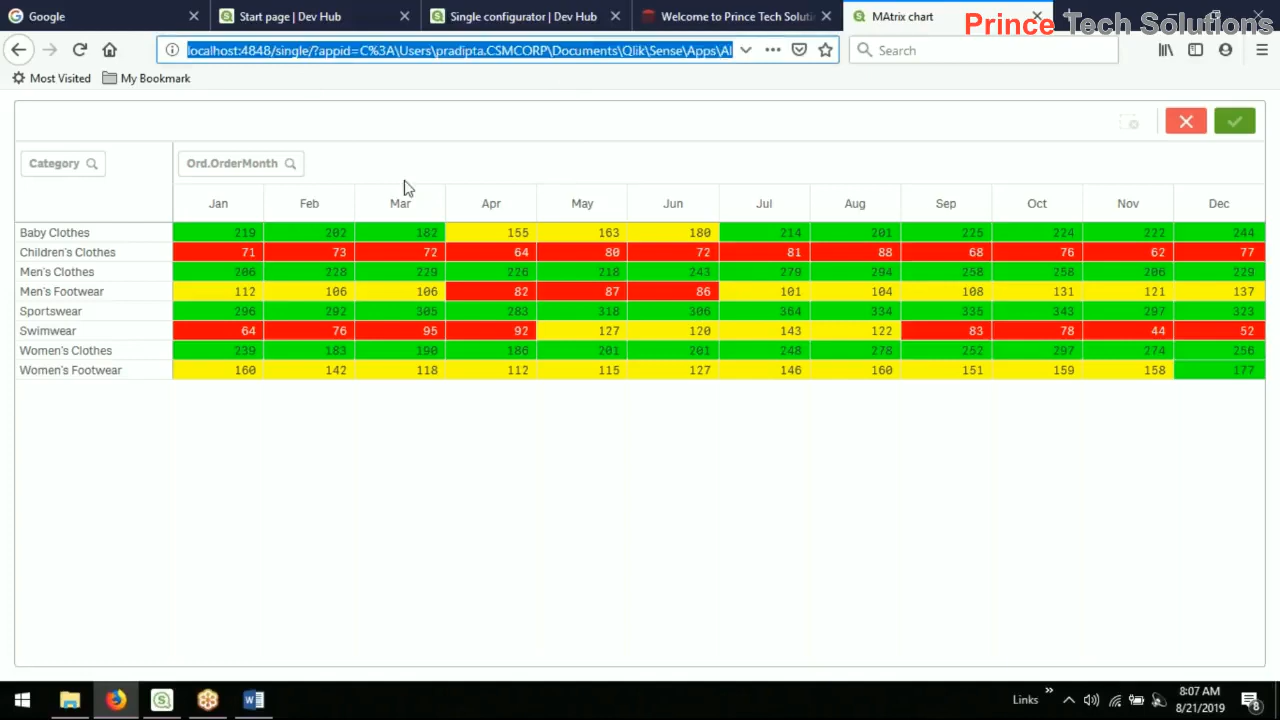 Google
Start page | Dev Hub
Single configurator | Dev Hub
Welcome to Prince Tech Soluti
MAtrix chart
Prince Tech Solutions
localhost:4848/single/?appid=C%3A\Users\pradipta.CSMCORP\Documents\Qlik\Sense\Apps\Al
Search
Most Visited
My Bookmark
Category
Ord.OrderMonth
Jan Feb Mar Apr May Jun Jul Aug Sep Oct Nov Dec
Baby Clothes 219 202 182 155 163 180 214 201 225 224 222 244
Children's Clothes 71 73 72 64 80 72 81 88 68 76 62 77
Men's Clothes 206 228 229 226 218 243 279 294 258 258 206 229
Men's Footwear 112 106 106 82 87 86 101 104 108 131 121 137
Sportswear 296 292 305 283 318 306 364 334 335 343 297 323
Swimwear 64 76 95 92 127 120 143 122 83 78 44 52
Women's Clothes 239 183 190 186 201 201 248 278 252 297 274 256
Women's Footwear 160 142 118 112 115 127 146 160 151 159 158 177
Links
8:07 AM
8/21/2019
8